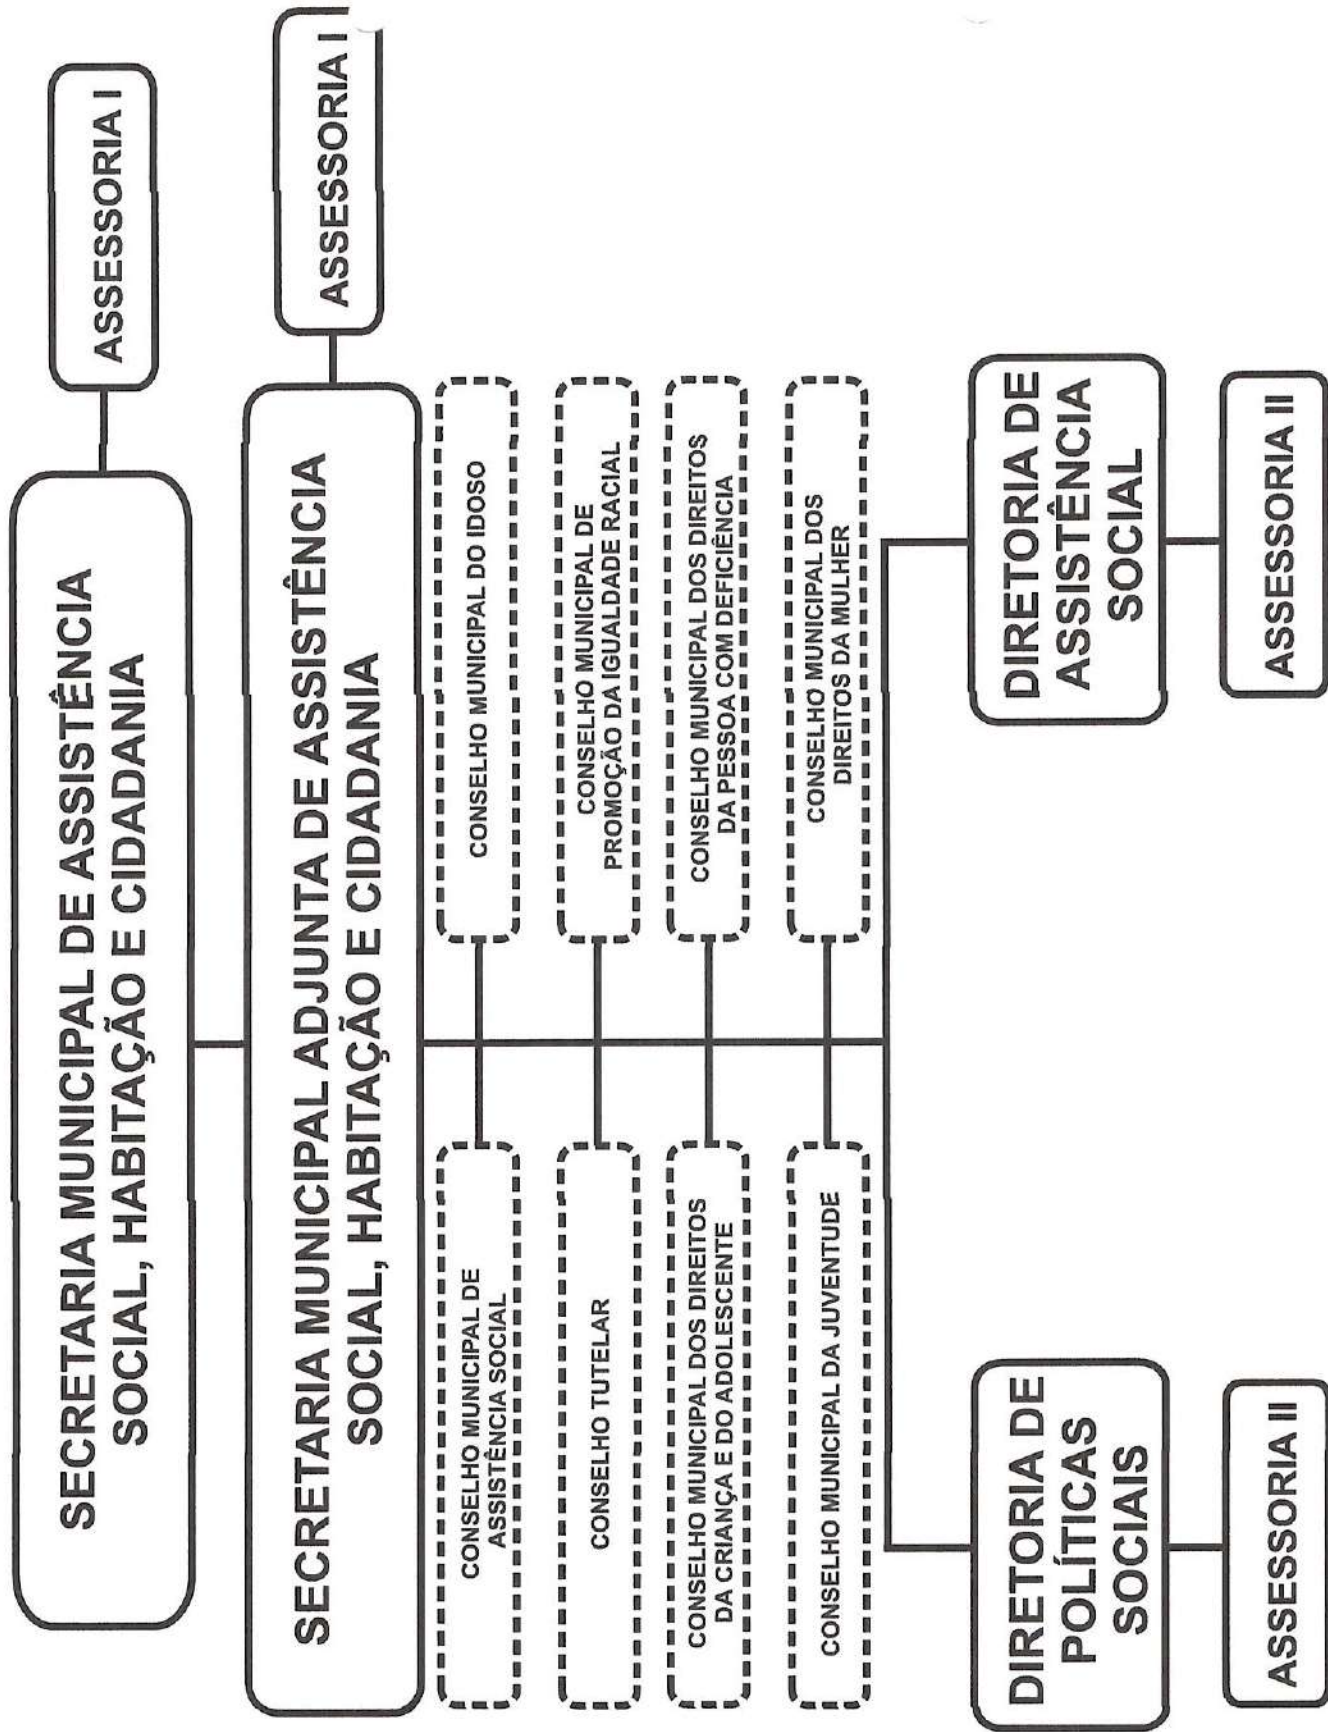 SECRETARIA MUNICIPAL DE ASSISTÊNCIA
SOCIAL, HABITAÇÃO E CIDADANIA
ASSESSORIA I
SECRETARIA MUNICIPAL ADJUNTA DE ASSISTÊNCIA
SOCIAL, HABITAÇÃO E CIDADANIA
ASSESSORIA I
CONSELHO MUNICIPAL DE
ASSISTÊNCIA SOCIAL
CONSELHO MUNICIPAL DO IDOSO
CONSELHO TUTELAR
CONSELHO MUNICIPAL DE
PROMOÇÃO DA IGUALDADE RACIAL
CONSELHO MUNICIPAL DOS DIREITOS
DA CRIANÇA E DO ADOLESCENTE
CONSELHO MUNICIPAL DOS DIREITOS
DA PESSOA COM DEFICIÊNCIA
CONSELHO MUNICIPAL DA JUVENTUDE
CONSELHO MUNICIPAL DOS
DIREITOS DA MULHER
DIRETORIA DE
POLÍTICAS
SOCIAIS
DIRETORIA DE
ASSISTÊNCIA
SOCIAL
ASSESSORIA II
ASSESSORIA II